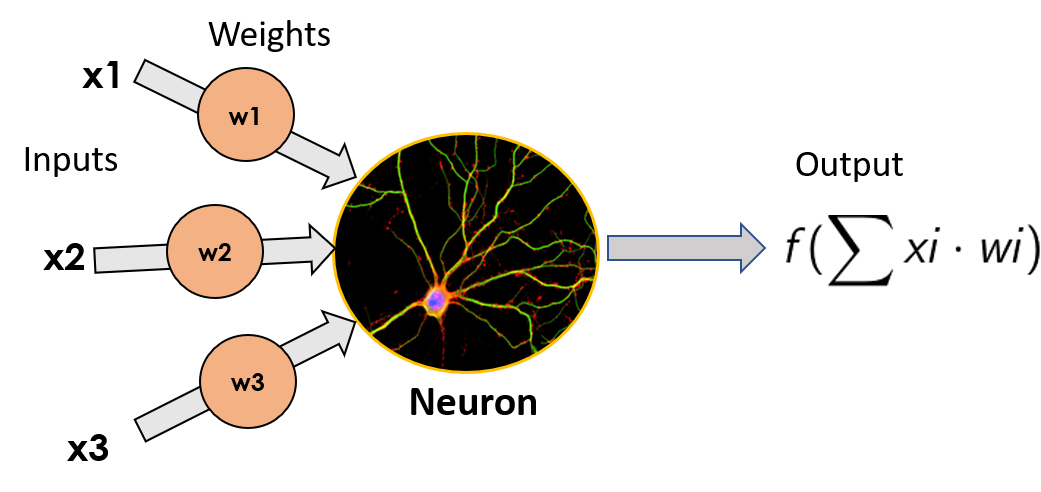 Weights
x1
w1
Inputs
Output
x2
w2
f(∑ xi · wi)
w3
Neuron
x3